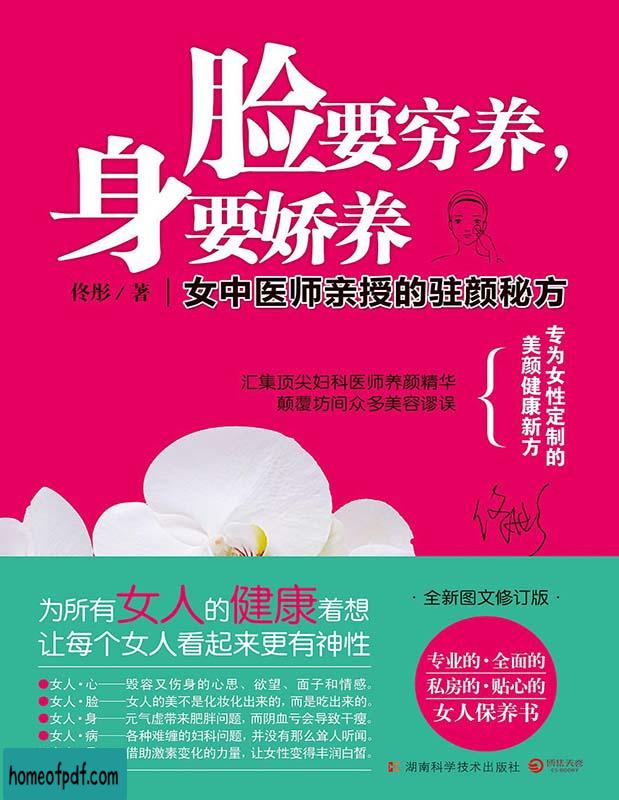 脸要穷养，
身要娇养
佟彤/著
女中医师亲授的驻颜秘方
专为女性定制的
美颜健康新方
汇集顶尖妇科医师养颜精华
颠覆坊间众多美容谬误
佟彤
为所有女人的健康着想
让每个女人看起来更有神性
·全新图文修订版·
专业的·全面的
私房的·贴心的
女人保养书
●女人·心——毁容又伤身的心思、欲望、面子和情感。
●女人·脸——女人的美不是化妆化出来的，而是吃出来的。
●女人·身——元气虚带来肥胖问题，而阴血亏会导致干瘦。
●女人·病——各种难缠的妇科问题，并没有那么耸人听闻。
借助激素变化的力量，让女性变得丰润白皙。
homeofpdf.com
湖南科学技术出版社
博集天卷
CS-BOOKY